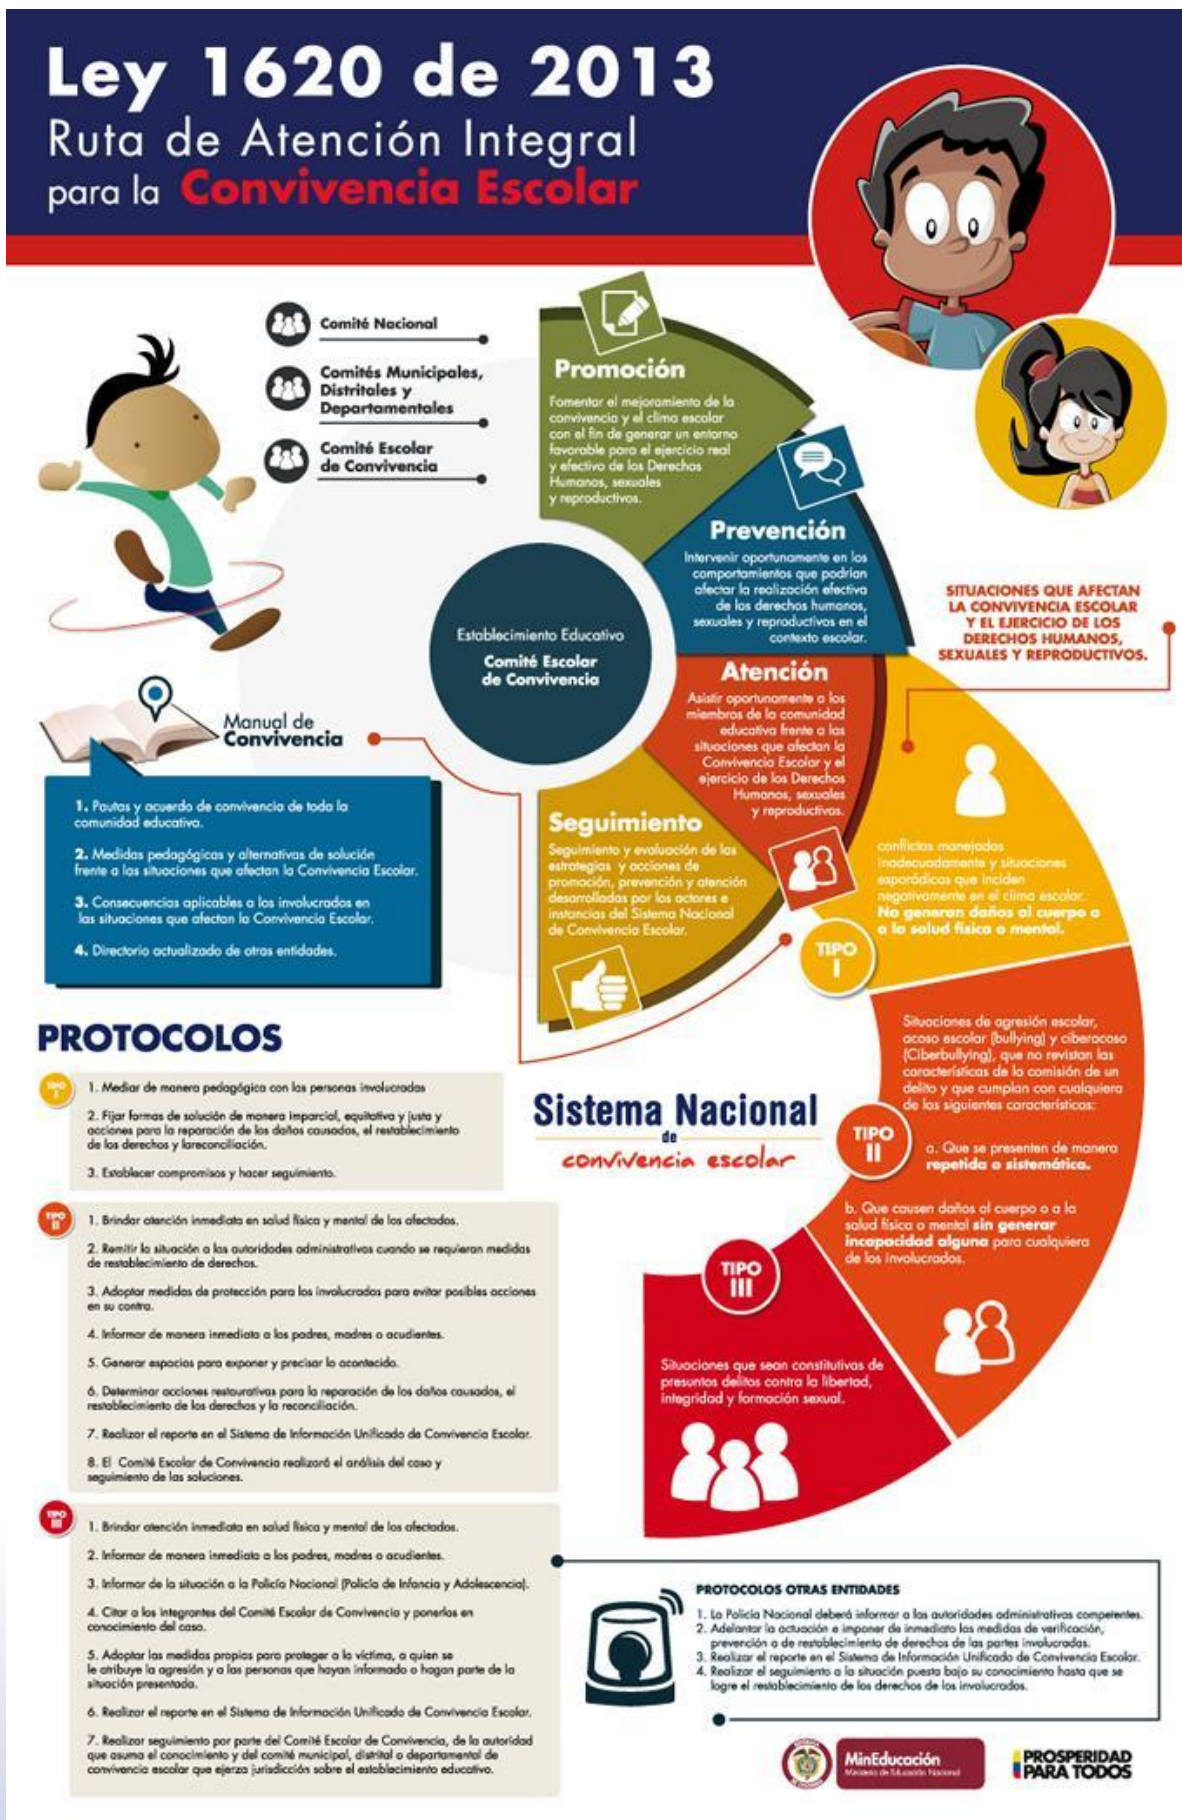 Ley 1620 de 2013
Ruta de Atención Integral
para la Convivencia Escolar
Comité Nacional
Comités Municipales,
Distritales y
Departamentales
Comité Escolar
de Convivencia
Promoción
Fomentar el mejoramiento de la
convivencia y el clima escolar
con el fin de generar un entorno
favorable para el ejercicio real
y efectivo de los Derechos
Humanos, sexuales
y reproductivos.
Prevención
Intervenir oportunamente en los
comportamientos que podrían
afectar la realización efectiva
de los derechos humanos,
sexuales y reproductivos en el
contexto escolar.
Establecimiento Educativo
Comité Escolar
de Convivencia
Atención
Asistir oportunamente a los
miembros de la comunidad
educativa frente a las
situaciones que afectan la
Convivencia Escolar y el
ejercicio de los Derechos
Humanos, sexuales
y reproductivos.
Seguimiento
Seguimiento y evaluación de las
estrategias y acciones de
promoción, prevención y atención
desarrolladas por los actores e
instancias del Sistema Nacional
de Convivencia Escolar.
SITUACIONES QUE AFECTAN
LA CONVIVENCIA ESCOLAR
Y EL EJERCICIO DE LOS
DERECHOS HUMANOS,
SEXUALES Y REPRODUCTIVOS.
Manual de
Convivencia
1. Pautas y acuerdo de convivencia de toda la
comunidad educativa.
2. Medidas pedagógicas y alternativas de solución
frente a las situaciones que afectan la Convivencia Escolar.
3. Consecuencias aplicables a los involucrados en
las situaciones que afectan la Convivencia Escolar.
4. Directorio actualizado de otras entidades.
conflictos manejados
inadecuadamente y situaciones
esporádicas que inciden
negativamente en el clima escolar.
No generan daños al cuerpo o
a la salud física o mental.
TIPO
I
Situaciones de agresión escolar,
acoso escolar (bullying) y ciberacoso
(Ciberbullying), que no revistan las
características de la comisión de un
delito y que cumplan con cualquiera
de las siguientes características:
TIPO
II
a. Que se presenten de manera
repetida o sistemática.
b. Que causen daños al cuerpo o a la
salud física o mental sin generar
incapacidad alguna para cualquiera
de los involucrados.
TIPO
III
Situaciones que sean constitutivas de
presuntos delitos contra la libertad,
integridad y formación sexual.
Sistema Nacional
de
convivencia escolar
PROTOCOLOS
TIPO
I
1. Mediar de manera pedagógica con las personas involucradas
2. Fijar formas de solución de manera imparcial, equitativa y justa y
acciones para la reparación de los daños causados, el restablecimiento
de los derechos y lareconciliación.
3. Establecer compromisos y hacer seguimiento.
TIPO
II
1. Brindar atención inmediata en salud física y mental de los afectados.
2. Remitir la situación a las autoridades administrativas cuando se requieran medidas
de restablecimiento de derechos.
3. Adoptar medidas de protección para los involucrados para evitar posibles acciones
en su contra.
4. Informar de manera inmediata a los padres, madres o acudientes.
5. Generar espacios para exponer y precisar lo acontecido.
6. Determinar acciones restaurativas para la reparación de los daños causados, el
restablecimiento de los derechos y la reconciliación.
7. Realizar el reporte en el Sistema de Información Unificado de Convivencia Escolar.
8. El Comité Escolar de Convivencia realizará el análisis del caso y
seguimiento de las soluciones.
TIPO
III
1. Brindar atención inmediata en salud física y mental de los afectados.
2. Informar de manera inmediata a los padres, madres o acudientes.
3. Informar de la situación a la Policía Nacional (Policía de Infancia y Adolescencia).
4. Citar a los integrantes del Comité Escolar de Convivencia y ponerlos en
conocimiento del caso.
5. Adoptar las medidas propias para proteger a la víctima, a quien se
le atribuye la agresión y a las personas que hayan informado o hagan parte de la
situación presentada.
6. Realizar el reporte en el Sistema de Información Unificado de Convivencia Escolar.
7. Realizar seguimiento por parte del Comité Escolar de Convivencia, de la autoridad
que asuma el conocimiento y del comité municipal, distrital o departamental de
convivencia escolar que ejerza jurisdicción sobre el establecimiento educativo.
PROTOCOLOS OTRAS ENTIDADES
1. La Policía Nacional deberá informar a las autoridades administrativas competentes.
2. Adelantar la actuación e imponer de inmediato las medidas de verificación,
prevención o de restablecimiento de derechos de las partes involucradas.
3. Realizar el reporte en el Sistema de Información Unificado de Convivencia Escolar.
4. Realizar el seguimiento a la situación puesta bajo su conocimiento hasta que se
logre el restablecimiento de los derechos de los involucrados.
MinEducación
Ministerio de Educación Nacional
PROSPERIDAD
PARA TODOS